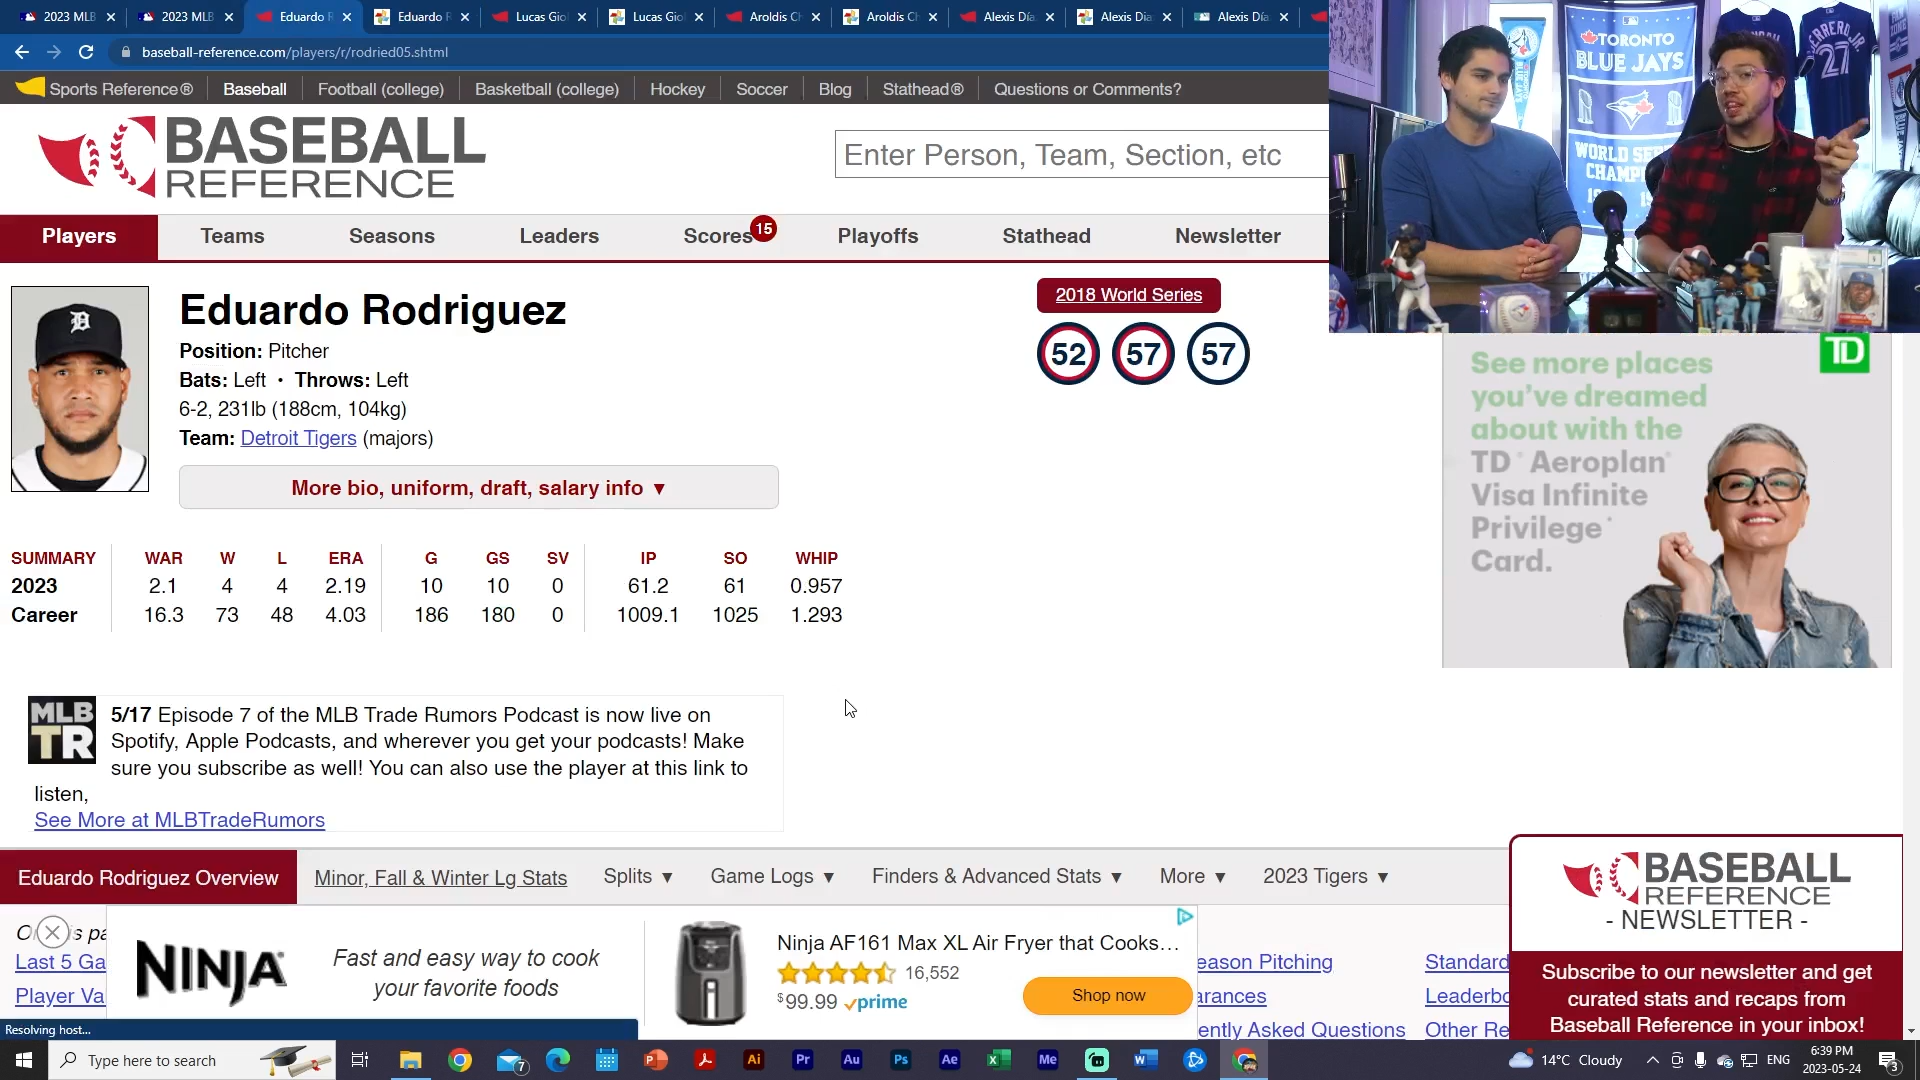 2023 MLB
2023 MLB
Eduardo R
Eduardo R
Lucas Gio
Lucas Gio
Aroldis Ch
Aroldis Ch
Alexis Día
Alexis Dia
Alexis Día
baseball-reference.com/players/r/rodried05.shtml
Sports Reference®
Baseball
Football (college)
Basketball (college)
Hockey
Soccer
Blog
Stathead®
Questions or Comments?
BASEBALL
REFERENCE
Enter Person, Team, Section, etc
TORONTO
BLUE JAYS
WORLD SER
CHAMP
27
Players
Teams
Seasons
Leaders
Scores 15
Playoffs
Stathead
Newsletter
Eduardo Rodriguez
Position: Pitcher
Bats: Left • Throws: Left
6-2, 231lb (188cm, 104kg)
Team: Detroit Tigers (majors)
More bio, uniform, draft, salary info ▼
2018 World Series
52 57 57
SUMMARY WAR W L ERA G GS SV IP SO WHIP
2023 2.1 4 4 2.19 10 10 0 61.2 61 0.957
Career 16.3 73 48 4.03 186 180 0 1009.1 1025 1.293
TD
See more places
you've dreamed
about with the
TD® Aeroplan®
Visa Infinite
Privilege*
Card.
MLB
TR
5/17 Episode 7 of the MLB Trade Rumors Podcast is now live on
Spotify, Apple Podcasts, and wherever you get your podcasts! Make
sure you subscribe as well! You can also use the player at this link to
listen,
See More at MLBTradeRumors
Eduardo Rodriguez Overview
Minor, Fall & Winter Lg Stats
Splits ▼
Game Logs ▼
Finders & Advanced Stats ▼
More ▼
2023 Tigers ▼
Last 5 Ga
Player Va
NINJA
Fast and easy way to cook
your favorite foods
Ninja AF161 Max XL Air Fryer that Cooks...
16,552
$99.99 prime
Shop now
eason Pitching
arances
ently Asked Questions
Standard
Leaderbo
Other Re
BASEBALL
REFERENCE
- NEWSLETTER -
Subscribe to our newsletter and get
curated stats and recaps from
Baseball Reference in your inbox!
Resolving host...
Type here to search
7
Ai
Pr
Au
Ps
Ae
Me
14°C Cloudy
ENG
6:39 PM
2023-05-24
3